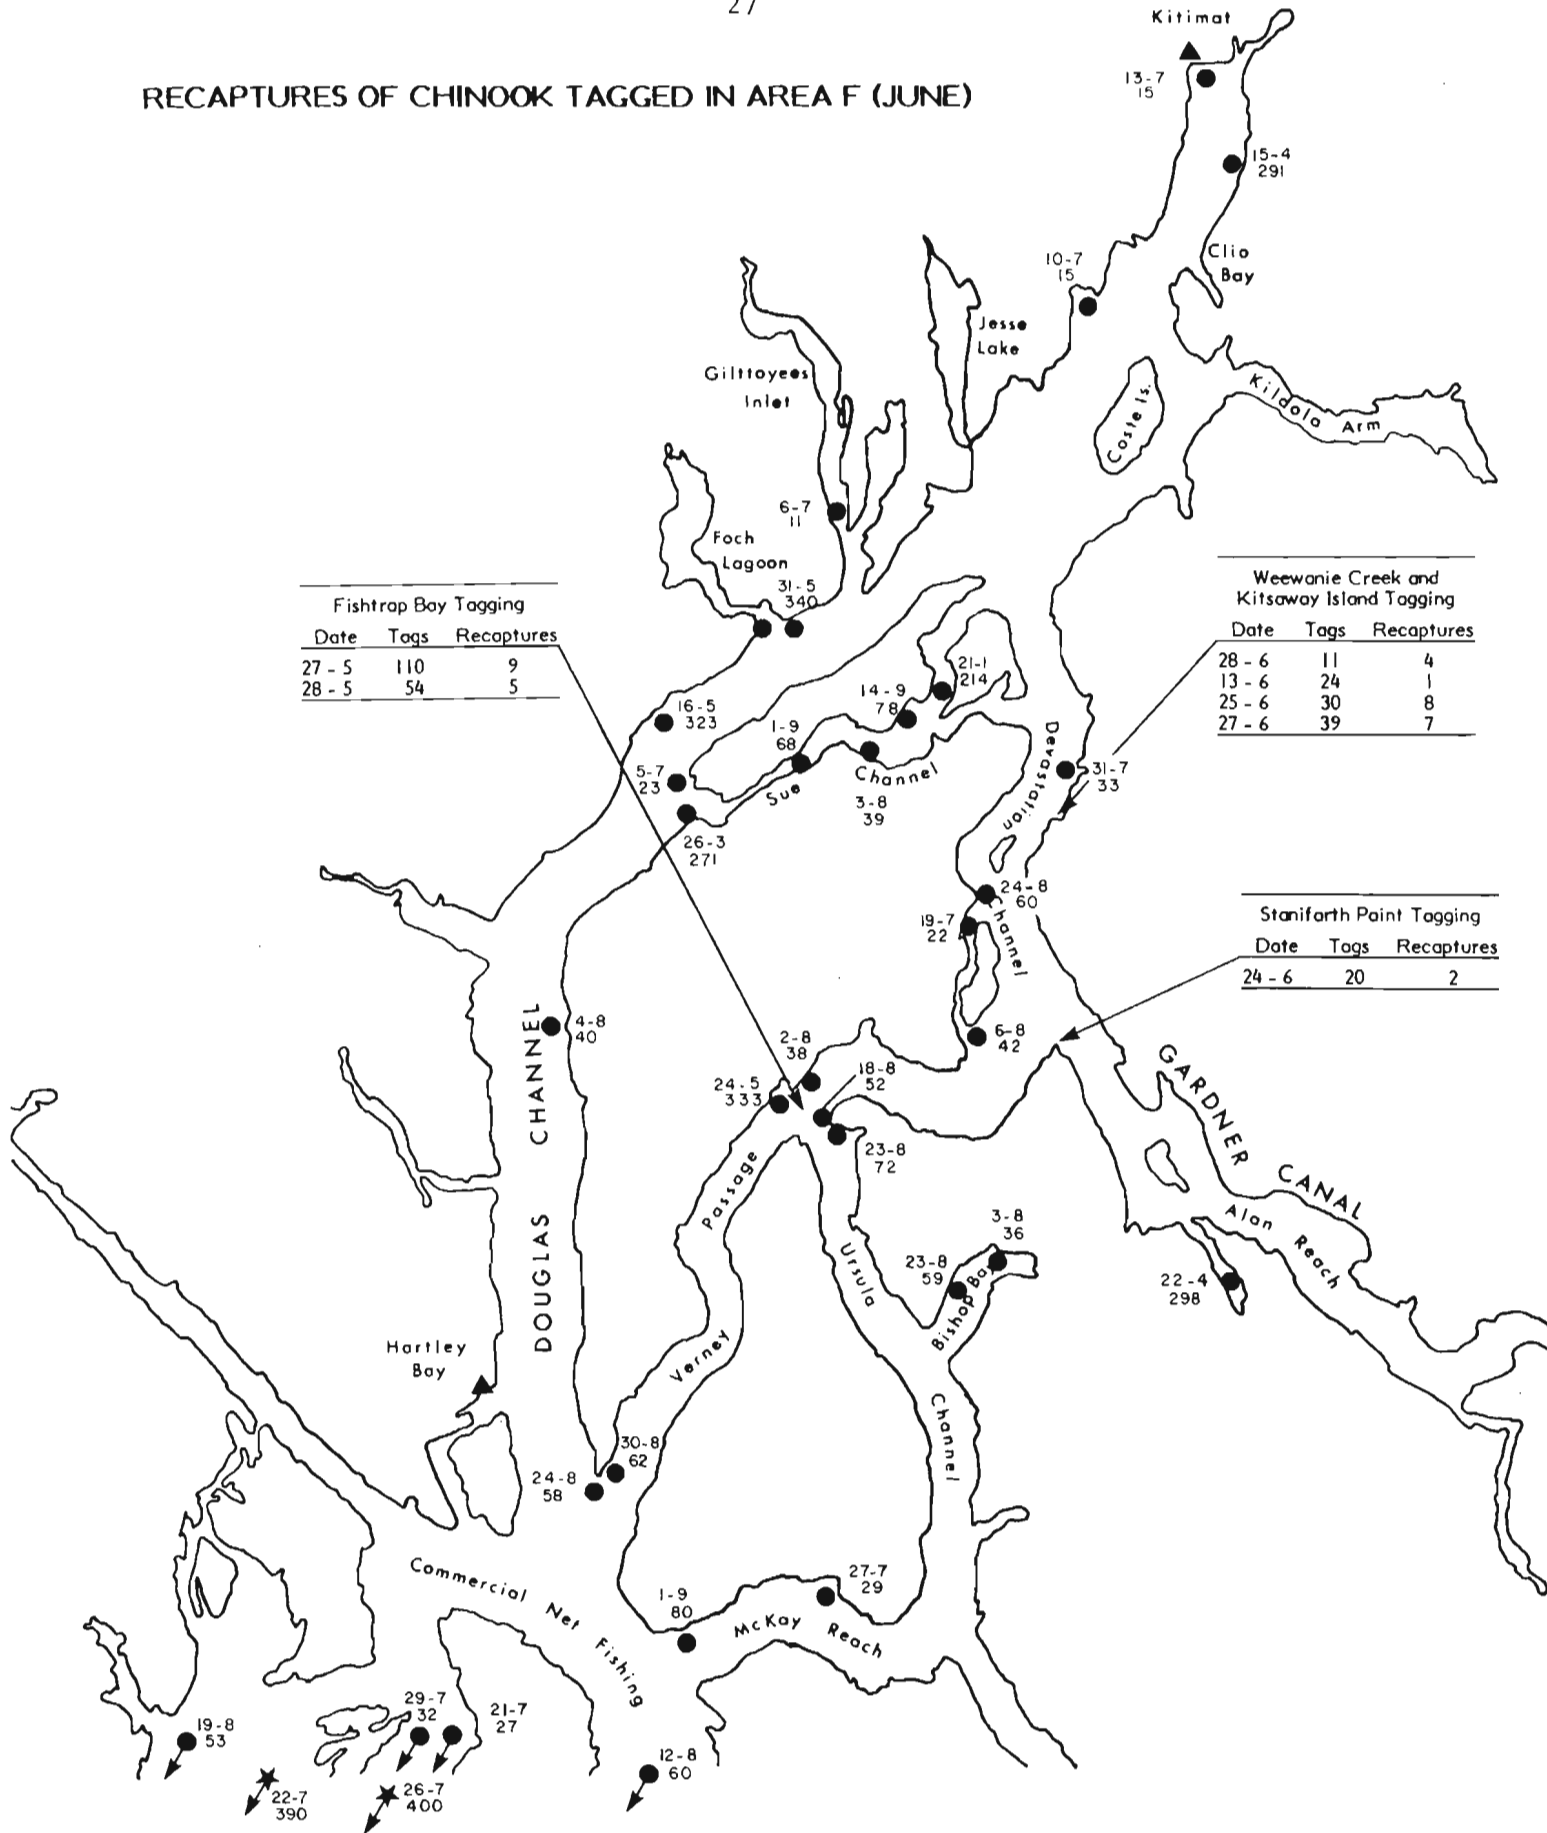 27
RECAPTURES OF CHINOOK TAGGED IN AREA F (JUNE)
Kitimat
13-7
15
15-4
291
Clio
Bay
10-7
15
Jesse
Lake
Gilttoyees
Inlet
Coste Is.
Kildala Arm
6-7
11
Foch
Lagoon
31-5
340
Fishtrap Bay Tagging
Date Tags Recaptures
27-5 110 9
28-5 54 5
Weewanie Creek and
Kitsaway Island Tagging
Date Tags Recaptures
28-6 11 4
13-6 24 1
25-6 30 8
27-6 39 7
21-1
214
14-9
78
16-5
323
1-9
68
5-7
23
Sue Channel
3-8
39
26-3
271
Devastation
Channel
31-7
33
24-8
60
19-7
22
Staniforth Point Tagging
Date Tags Recaptures
24-6 20 2
4-8
40
6-8
42
2-8
38
18-8
52
24-5
333
23-8
72
GARDNER CANAL
Alan Reach
22-4
298
DOUGLAS CHANNEL
Verney Passage
Ursula Channel
3-8
36
23-8
59
Bishop Bay
Hartley
Bay
30-8
62
24-8
58
Commercial Net Fishing
1-9
80
27-7
29
McKay Reach
19-8
53
29-7
32
21-7
27
12-8
60
22-7
390
26-7
400